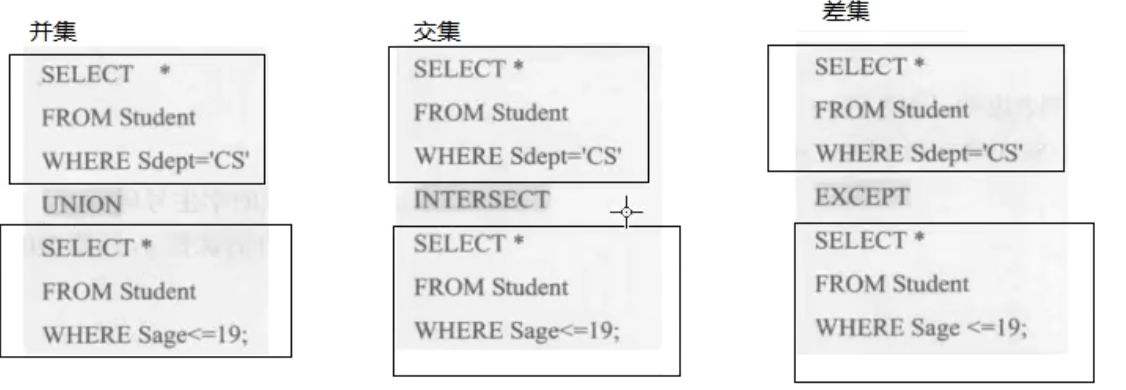 并集
SELECT *
FROM Student
WHERE Sdept='CS'
UNION
SELECT *
FROM Student
WHERE Sage<=19;
交集
SELECT *
FROM Student
WHERE Sdept='CS'
INTERSECT
SELECT *
FROM Student
WHERE Sage<=19;
差集
SELECT *
FROM Student
WHERE Sdept='CS'
EXCEPT
SELECT *
FROM Student
WHERE Sage <=19;